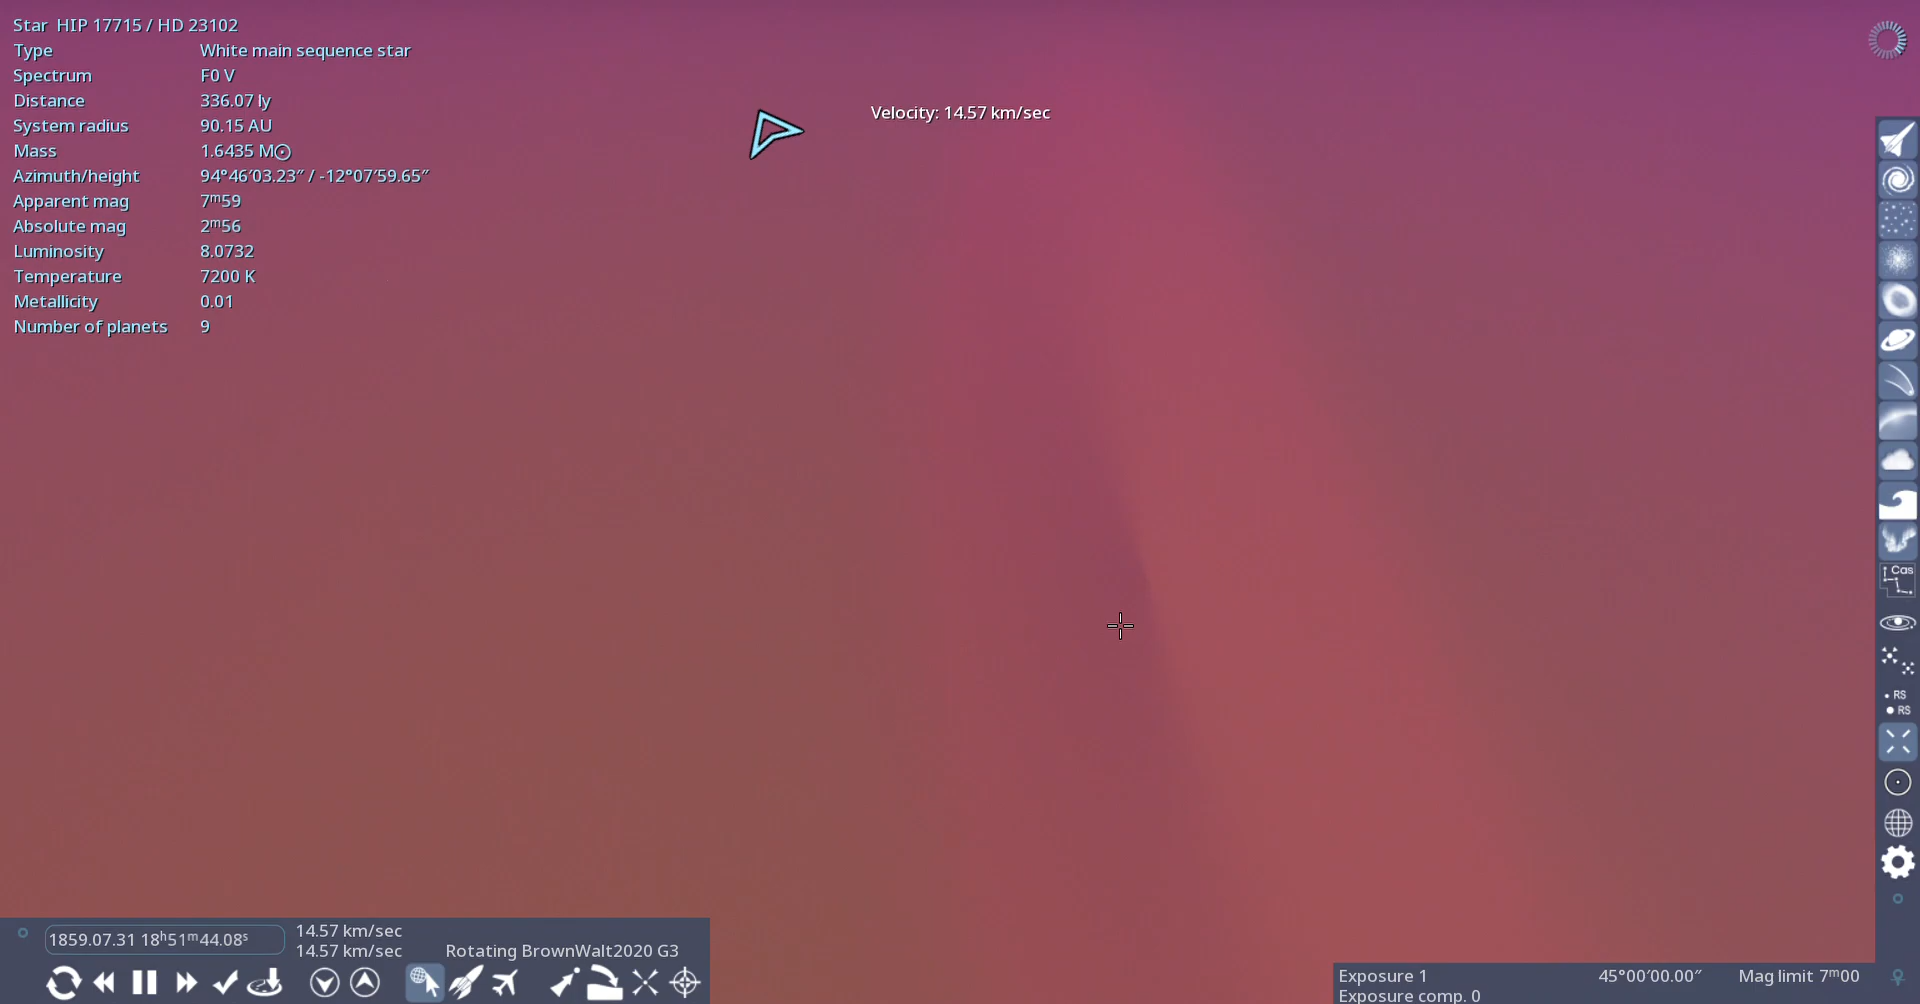 Star HIP 17715 / HD 23102
Type White main sequence star
Spectrum F0 V
Distance 336.07 ly
System radius 90.15 AU
Mass 1.6435 M☉
Azimuth/height 94°46′03.23″ / -12°07′59.65″
Apparent mag 7ᵐ59
Absolute mag 2ᵐ56
Luminosity 8.0732
Temperature 7200 K
Metallicity 0.01
Number of planets 9
Velocity: 14.57 km/sec
Cas
RS
RS
1859.07.31 18ʰ51ᵐ44.08ˢ
14.57 km/sec
14.57 km/sec
Rotating BrownWalt2020 G3
Exposure 1
45°00′00.00″
Mag limit 7ᵐ00
Exposure comp. 0